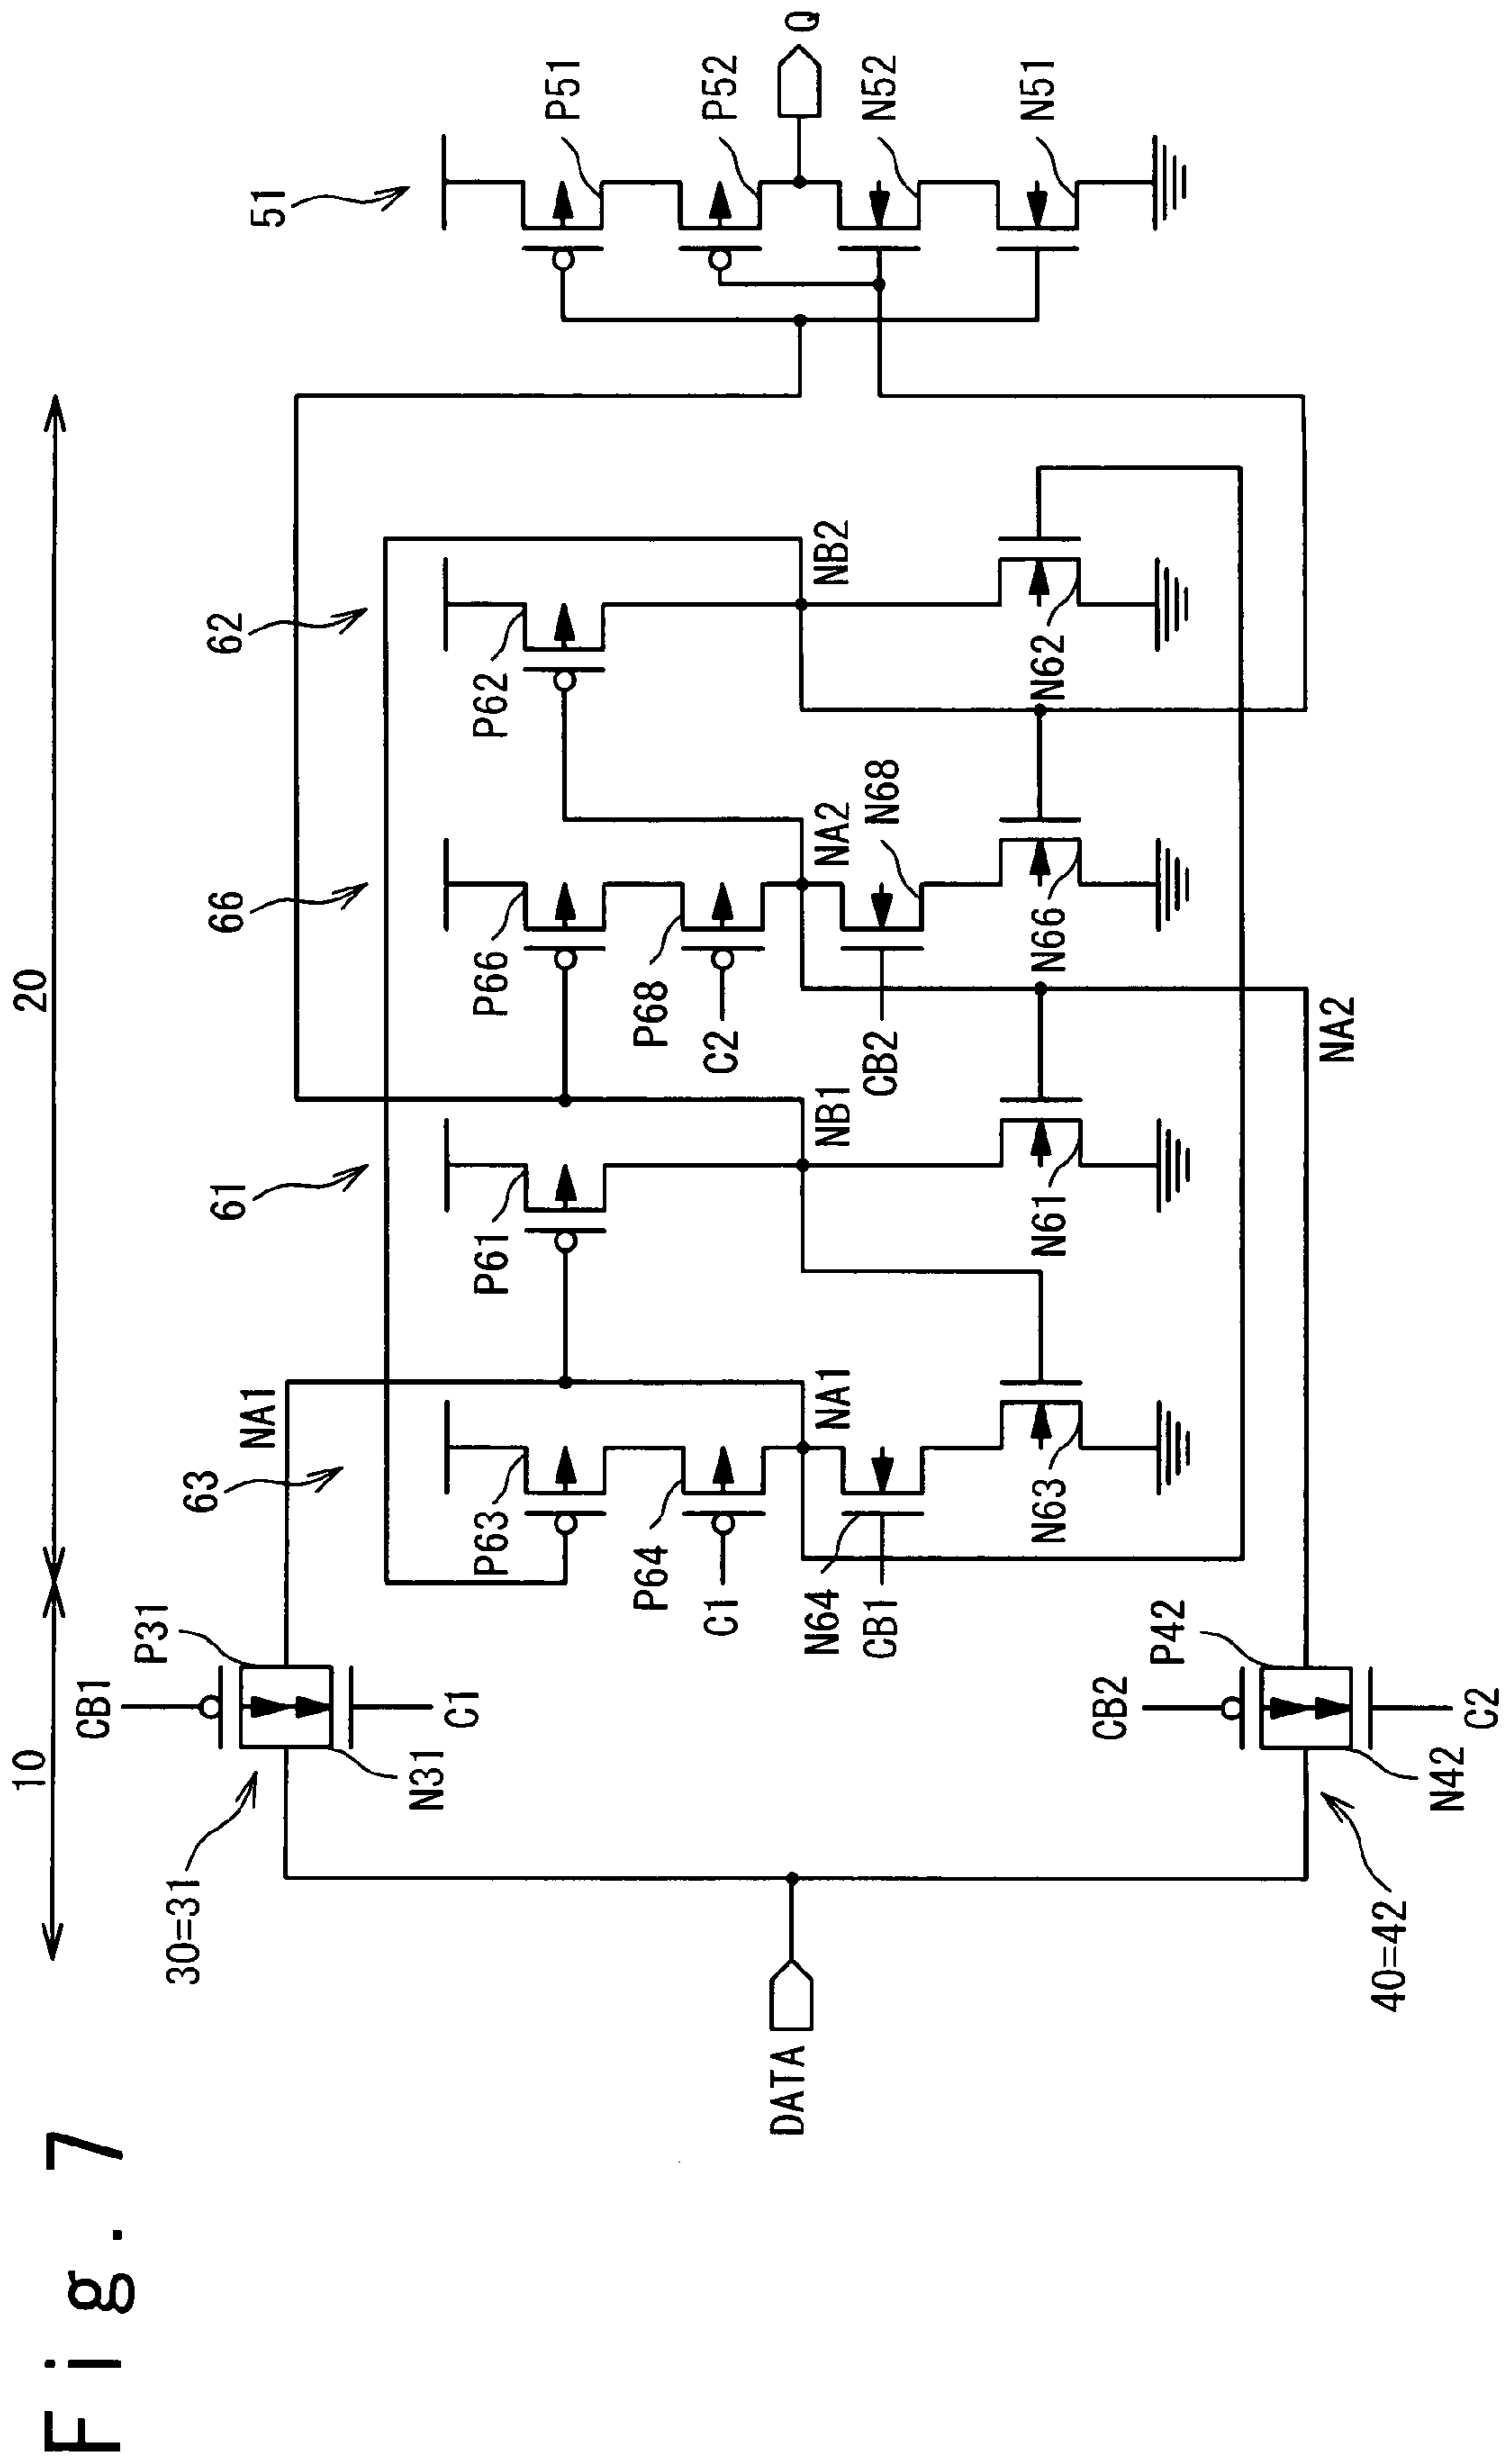 Fig. 7
10
20
CB1
P31
30=31
N31
C1
NA1
63
61
66
62
51
P63
P61
P66
P62
P51
P64
C1
P68
C2
P52
DATA
N64
CB1
NA1
NB1
NA2
NB2
Q
CB2
N68
N52
N63
N61
N66
N62
N51
CB2
P42
NA2
40=42
N42
C2